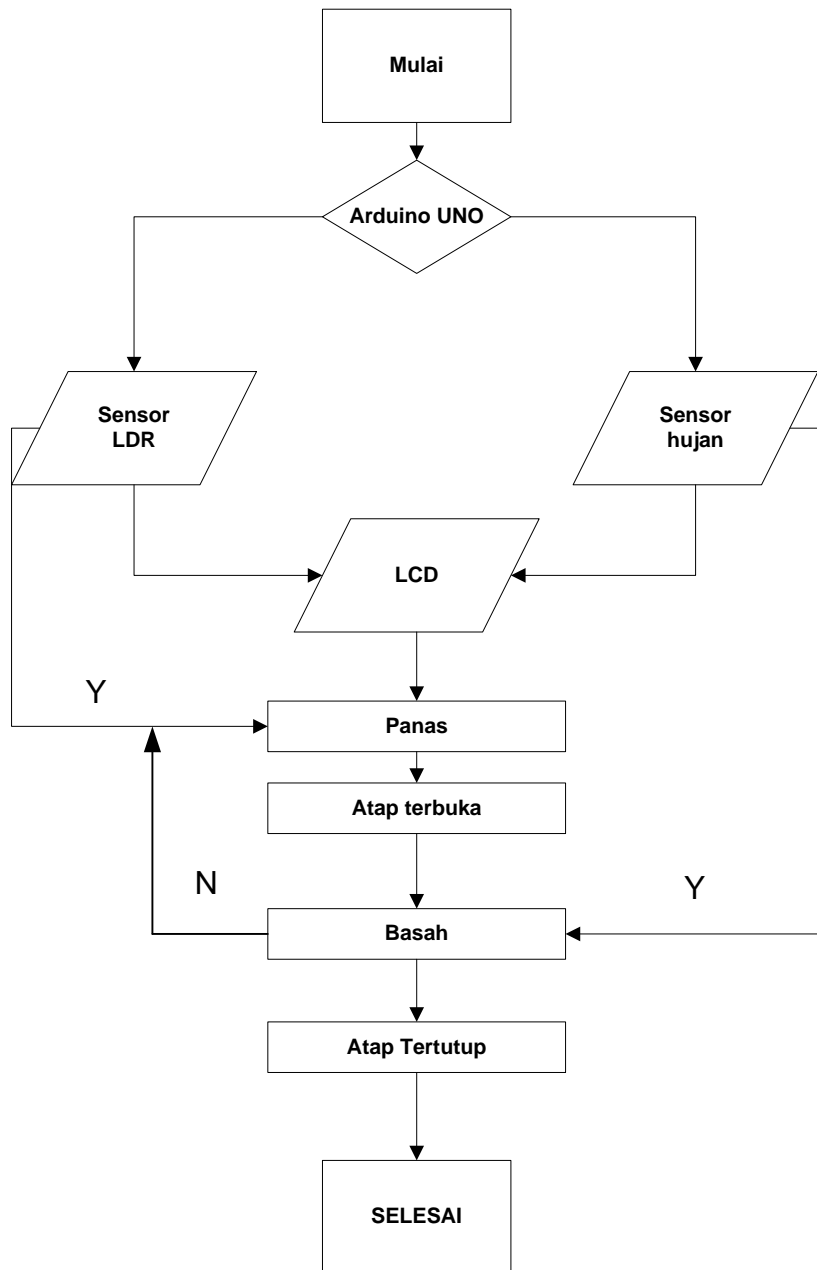 Mulai
Arduino UNO
Sensor
LDR
Sensor
hujan
LCD
Y
Panas
Atap terbuka
N
Y
Basah
Atap Tertutup
SELESAI